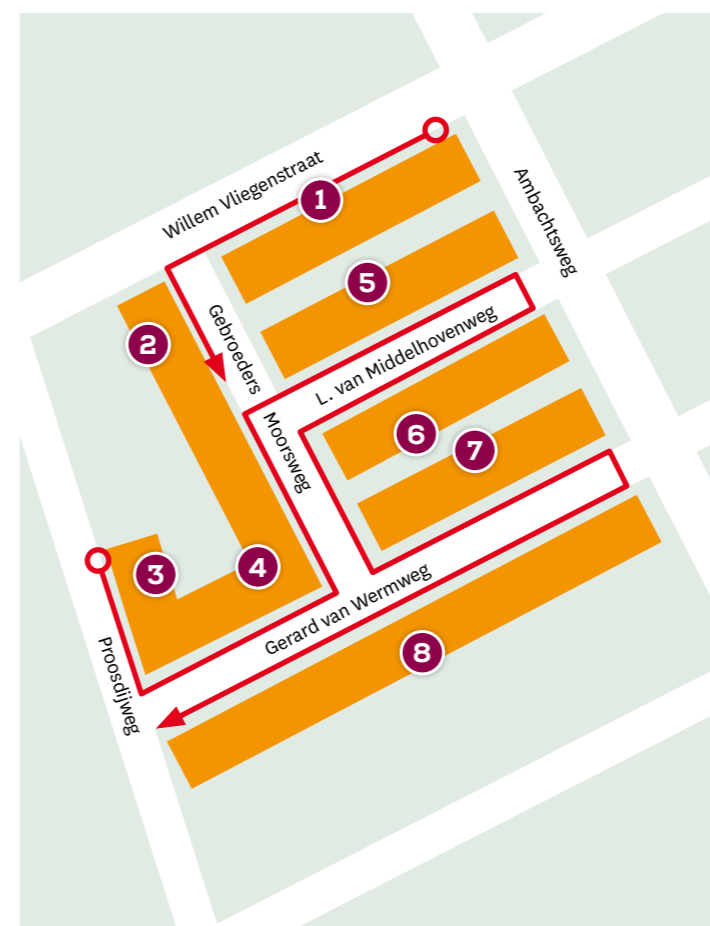 Willem Vliegenstraat
1
Ambachtsweg
5
2
Gebroeders
Moorsweg
L. van Middelhovenweg
6
7
3
4
Gerard van Wermweg
Proosdijweg
8